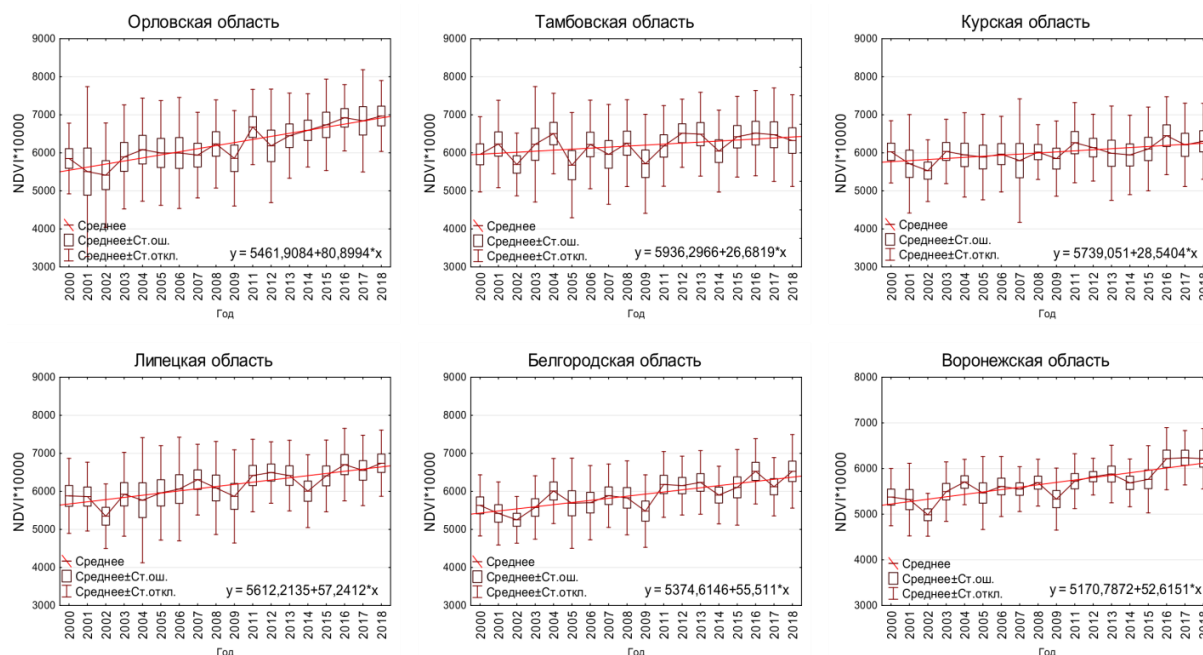 Орловская область
9000
8000
7000
6000
5000
4000
3000
NDVI*10000
Среднее
Среднее±Ст.ош.
Среднее±Ст.откл.
y = 5461,9084+80,8994*x
2000 2001 2002 2003 2004 2005 2006 2007 2008 2009 2011 2012 2013 2014 2015 2016 2017 2018
Год
Тамбовская область
9000
8000
7000
6000
5000
4000
3000
NDVI*10000
Среднее
Среднее±Ст.ош.
Среднее±Ст.откл.
y = 5936,2966+26,6819*x
2000 2001 2002 2003 2004 2005 2006 2007 2008 2009 2011 2012 2013 2014 2015 2016 2017 2018
Год
Курская область
9000
8000
7000
6000
5000
4000
3000
NDVI*10000
Среднее
Среднее±Ст.ош.
Среднее±Ст.откл.
y = 5739,051+28,5404*x
2000 2001 2002 2003 2004 2005 2006 2007 2008 2009 2011 2012 2013 2014 2015 2016 2017 2018
Год
Липецкая область
9000
8000
7000
6000
5000
4000
3000
NDVI*10000
Среднее
Среднее±Ст.ош.
Среднее±Ст.откл.
y = 5612,2135+57,2412*x
2000 2001 2002 2003 2004 2005 2006 2007 2008 2009 2011 2012 2013 2014 2015 2016 2017 2018
Год
Белгородская область
9000
8000
7000
6000
5000
4000
3000
NDVI*10000
Среднее
Среднее±Ст.ош.
Среднее±Ст.откл.
y = 5374,6146+55,511*x
2000 2001 2002 2003 2004 2005 2006 2007 2008 2009 2011 2012 2013 2014 2015 2016 2017 2018
Год
Воронежская область
9000
8000
7000
6000
5000
4000
3000
NDVI*10000
Среднее
Среднее±Ст.ош.
Среднее±Ст.откл.
y = 5170,7872+52,6151*x
2000 2001 2002 2003 2004 2005 2006 2007 2008 2009 2011 2012 2013 2014 2015 2016 2017 2018
Год